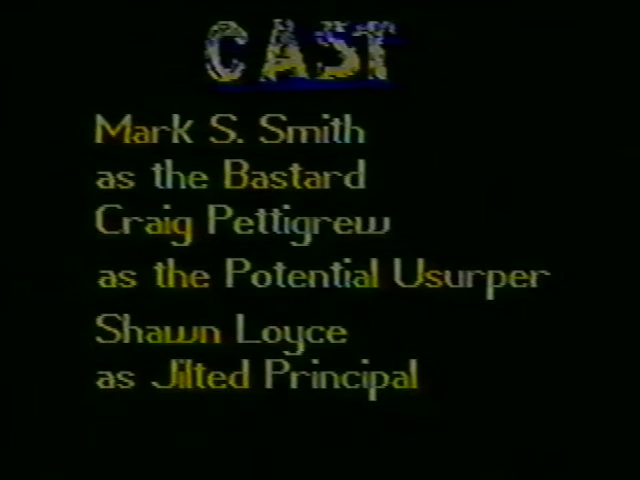 CAST
Mark S. Smith
as the Bastard
Craig Pettigrew
as the Potential Usurper
Shawn Loyce
as Jilted Principal